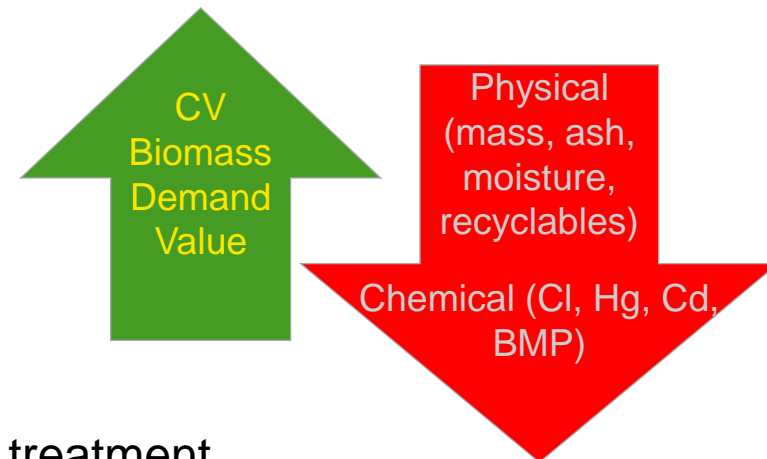 CV
Biomass
Demand
Value
Physical
(mass, ash,
moisture,
recyclables)
Chemical (Cl, Hg, Cd,
BMP)
treatment